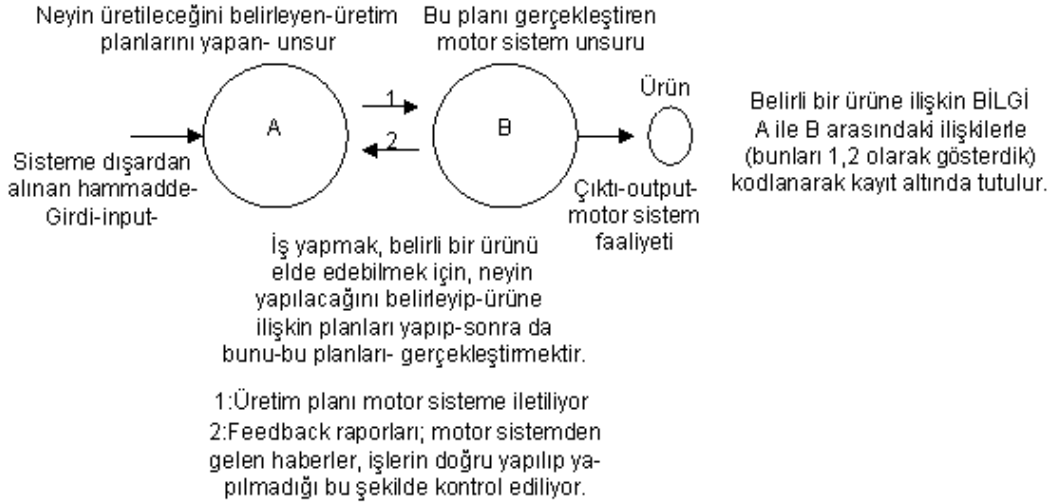 Neyin üretileceğini belirleyen-üretim
planlarını yapan- unsur
Bu planı gerçekleştiren
motor sistem unsuru
A
1
2
B
Ürün
Sisteme dışardan
alınan hammadde-
Girdi-input-
Çıktı-output-
motor sistem
faaliyeti
Belirli bir ürüne ilişkin BİLGİ
A ile B arasındaki ilişkilerle
(bunları 1,2 olarak gösterdik)
kodlanarak kayıt altında tutulur.
İş yapmak, belirli bir ürünü
elde edebilmek için, neyin
yapılacağını belirleyip-ürüne
ilişkin planları yapıp-sonra da
bunu-bu planları- gerçekleştirmektir.
1:Üretim planı motor sisteme iletiliyor
2:Feedback raporları; motor sistemden
gelen haberler, işlerin doğru yapılıp ya-
pılmadığı bu şekilde kontrol ediliyor.